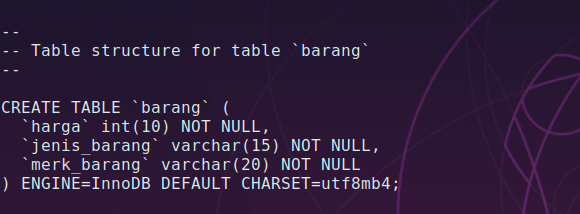 --
-- Table structure for table `barang`
--
CREATE TABLE `barang` (
  `harga` int(10) NOT NULL,
  `jenis_barang` varchar(15) NOT NULL,
  `merk_barang` varchar(20) NOT NULL
) ENGINE=InnoDB DEFAULT CHARSET=utf8mb4;